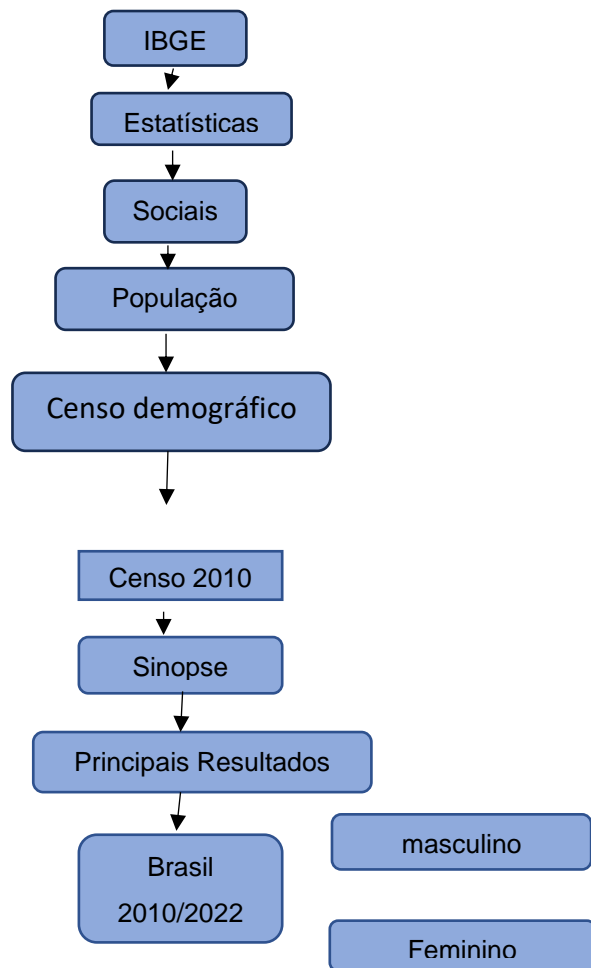 IBGE
Estatísticas
Sociais
População
Censo demográfico
Censo 2010
Sinopse
Principais Resultados
Brasil
2010/2022
masculino
Feminino